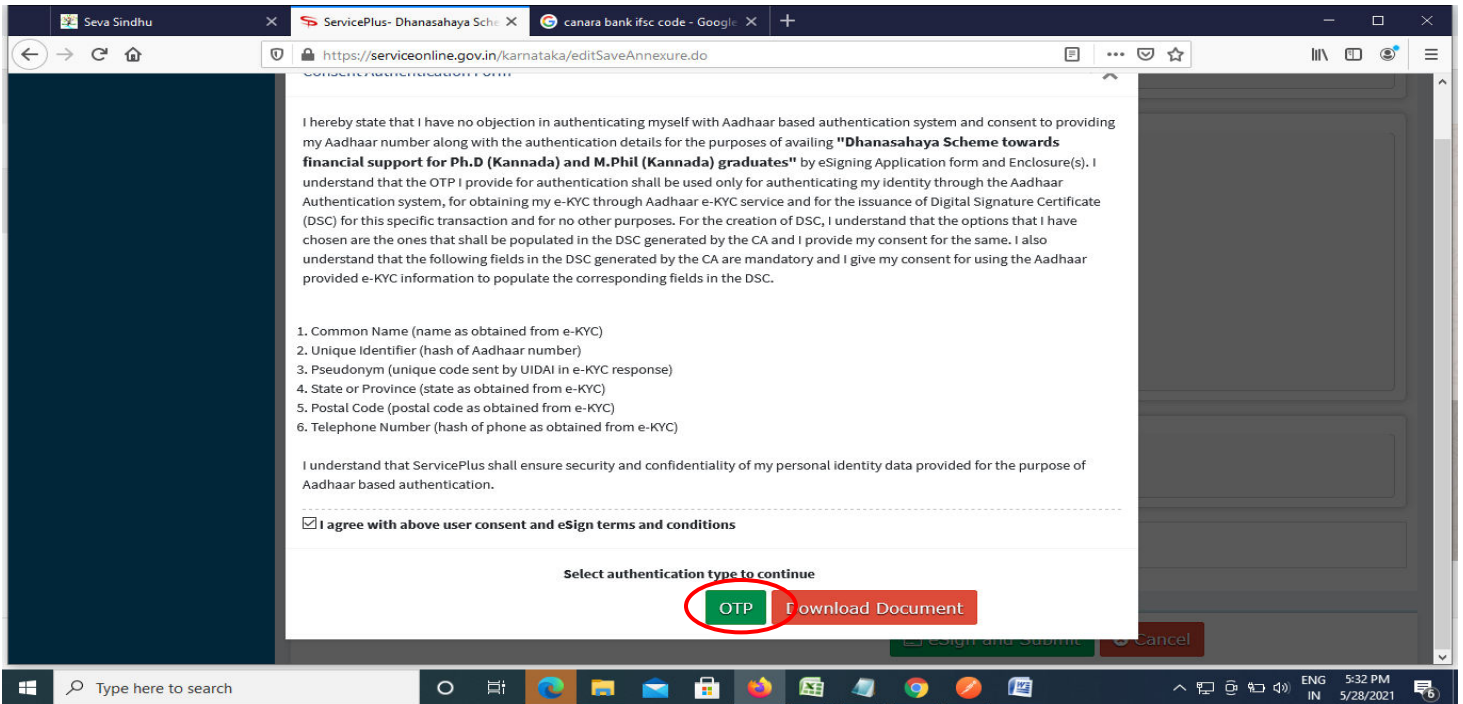 Seva Sindhu
ServicePlus- Dhanasahaya Sche
canara bank ifsc code - Google
https://serviceonline.gov.in/karnataka/editSaveAnnexure.do
Consent Authentication Form
I hereby state that I have no objection in authenticating myself with Aadhaar based authentication system and consent to providing
my Aadhaar number along with the authentication details for the purposes of availing "Dhanasahaya Scheme towards
financial support for Ph.D (Kannada) and M.Phil (Kannada) graduates" by eSigning Application form and Enclosure(s). I
understand that the OTP I provide for authentication shall be used only for authenticating my identity through the Aadhaar
Authentication system, for obtaining my e-KYC through Aadhaar e-KYC service and for the issuance of Digital Signature Certificate
(DSC) for this specific transaction and for no other purposes. For the creation of DSC, I understand that the options that I have
chosen are the ones that shall be populated in the DSC generated by the CA and I provide my consent for the same. I also
understand that the following fields in the DSC generated by the CA are mandatory and I give my consent for using the Aadhaar
provided e-KYC information to populate the corresponding fields in the DSC.
1. Common Name (name as obtained from e-KYC)
2. Unique Identifier (hash of Aadhaar number)
3. Pseudonym (unique code sent by UIDAI in e-KYC response)
4. State or Province (state as obtained from e-KYC)
5. Postal Code (postal code as obtained from e-KYC)
6. Telephone Number (hash of phone as obtained from e-KYC)
I understand that ServicePlus shall ensure security and confidentiality of my personal identity data provided for the purpose of
Aadhaar based authentication.
I agree with above user consent and eSign terms and conditions
Select authentication type to continue
OTP
Download Document
eSign and Submit
Cancel
Type here to search
ENG
IN
5:32 PM
5/28/2021
6